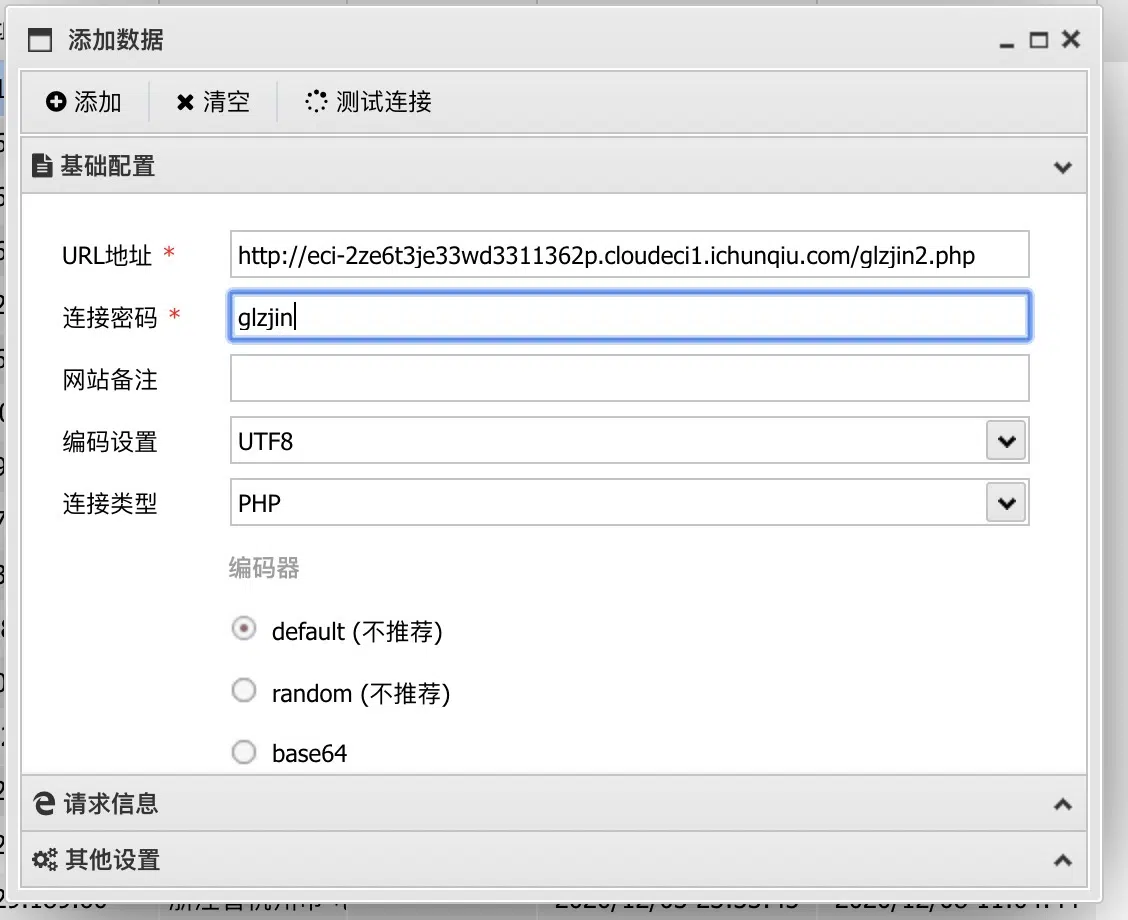 添加数据
添加 清空 测试连接
基础配置
URL地址 * http://eci-2ze6t3je33wd3311362p.cloudeci1.ichunqiu.com/glzjin2.php
连接密码 * glzjin
网站备注
编码设置 UTF8
连接类型 PHP
编码器
default (不推荐)
random (不推荐)
base64
请求信息
其他设置